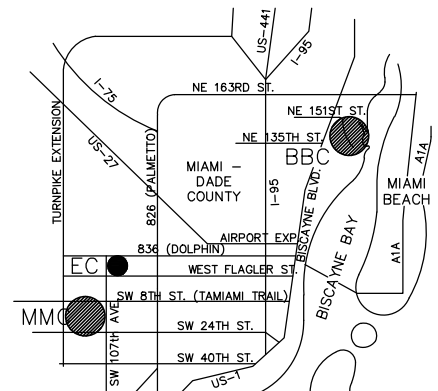 US-441
I-95
I-75
NE 163RD ST.
NE 151ST ST.
NE 135TH ST.
BBC
US-27
TURNPIKE EXTENSION
826 (PALMETTO)
MIAMI –
DADE
COUNTY
I-95
BISCAYNE BLVD.
A1A
MIAMI
BEACH
AIRPORT EXP.
836 (DOLPHIN)
EC
WEST FLAGLER ST.
BISCAYNE BAY
A1A
SW 8TH ST. (TAMIAMI TRAIL)
MMC
SW 107th AVE
SW 24TH ST.
SW 40TH ST.
US-1